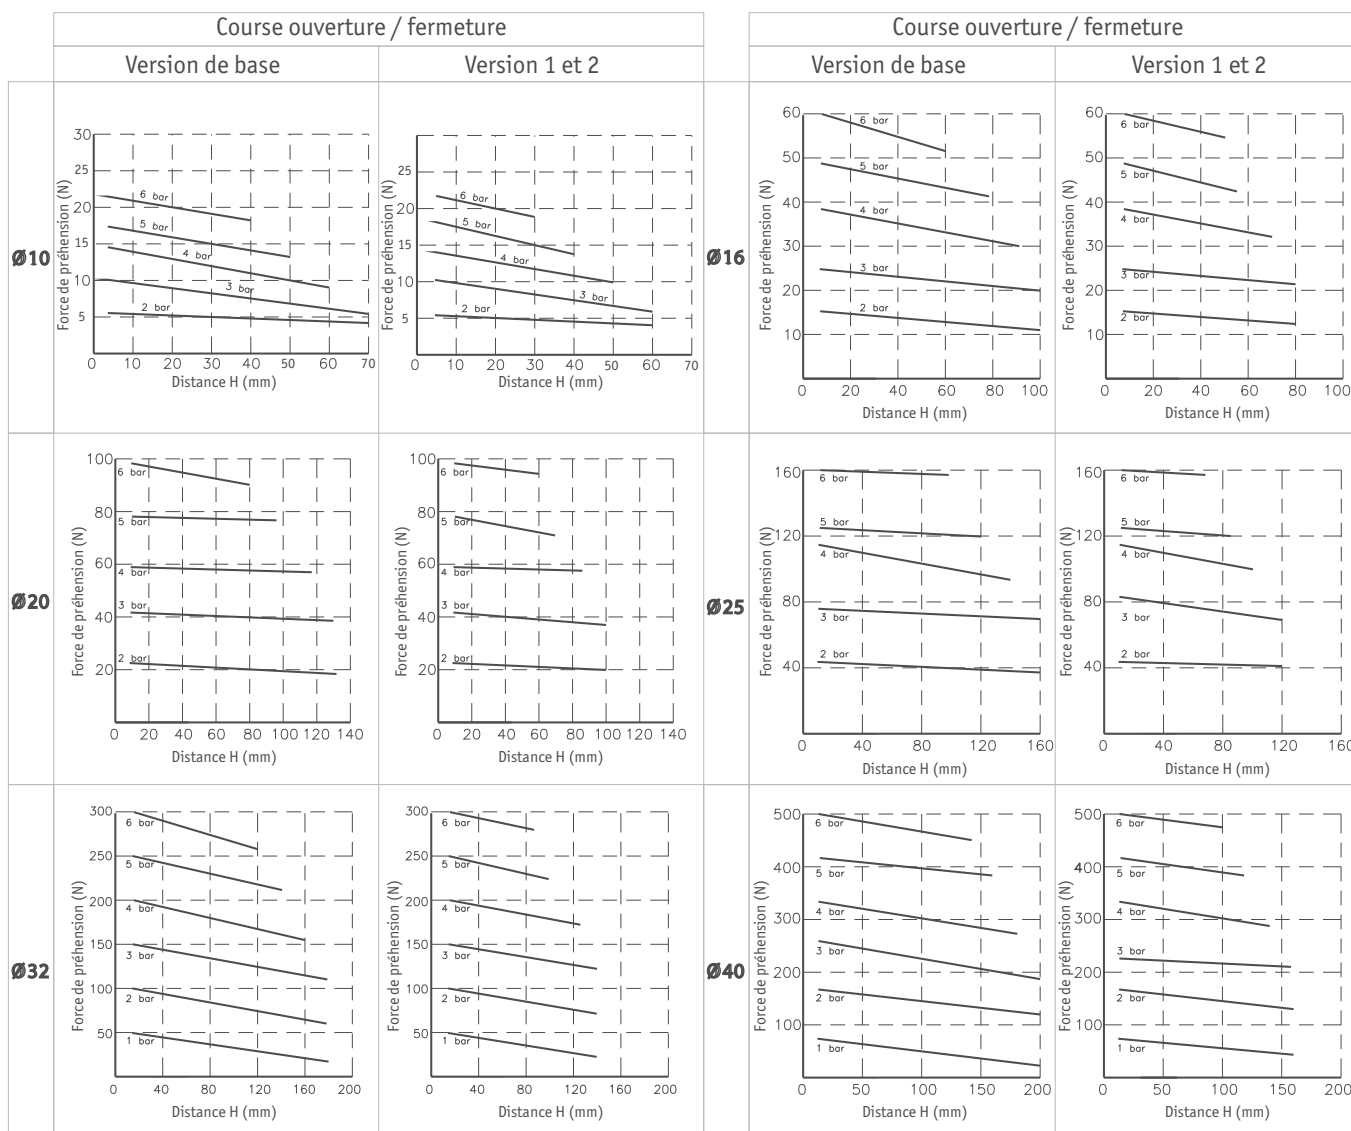 Course ouverture / fermeture
Course ouverture / fermeture
Version de base
Version 1 et 2
Version de base
Version 1 et 2
Ø10
Force de préhension (N)
30
25
20
15
10
5
6 bar
5 bar
4 bar
3 bar
2 bar
0 10 20 30 40 50 60 70
Distance H (mm)
Force de préhension (N)
25
20
15
10
5
6 bar
5 bar
4 bar
3 bar
2 bar
0 10 20 30 40 50 60 70
Distance H (mm)
Ø16
Force de préhension (N)
60
50
40
30
20
10
6 bar
5 bar
4 bar
3 bar
2 bar
0 20 40 60 80 100
Distance H (mm)
Force de préhension (N)
60
50
40
30
20
10
6 bar
5 bar
4 bar
3 bar
2 bar
0 20 40 60 80 100
Distance H (mm)
Ø20
Force de préhension (N)
100
80
60
40
20
6 bar
5 bar
4 bar
3 bar
2 bar
0 20 40 60 80 100 120 140
Distance H (mm)
Force de préhension (N)
100
80
60
40
20
6 bar
5 bar
4 bar
3 bar
2 bar
0 20 40 60 80 100 120 140
Distance H (mm)
Ø25
Force de préhension (N)
160
120
80
40
6 bar
5 bar
4 bar
3 bar
2 bar
0 40 80 120 160
Distance H (mm)
Force de préhension (N)
160
120
80
40
6 bar
5 bar
4 bar
3 bar
2 bar
0 40 80 120 160
Distance H (mm)
Ø32
Force de préhension (N)
300
250
200
150
100
50
6 bar
5 bar
4 bar
3 bar
2 bar
1 bar
0 40 80 120 160 200
Distance H (mm)
Force de préhension (N)
300
250
200
150
100
50
6 bar
5 bar
4 bar
3 bar
2 bar
1 bar
0 40 80 120 160 200
Distance H (mm)
Ø40
Force de préhension (N)
500
400
300
200
100
6 bar
5 bar
4 bar
3 bar
2 bar
1 bar
0 50 100 150 200
Distance H (mm)
Force de préhension (N)
500
400
300
200
100
6 bar
5 bar
4 bar
3 bar
2 bar
1 bar
0 50 100 150 200
Distance H (mm)